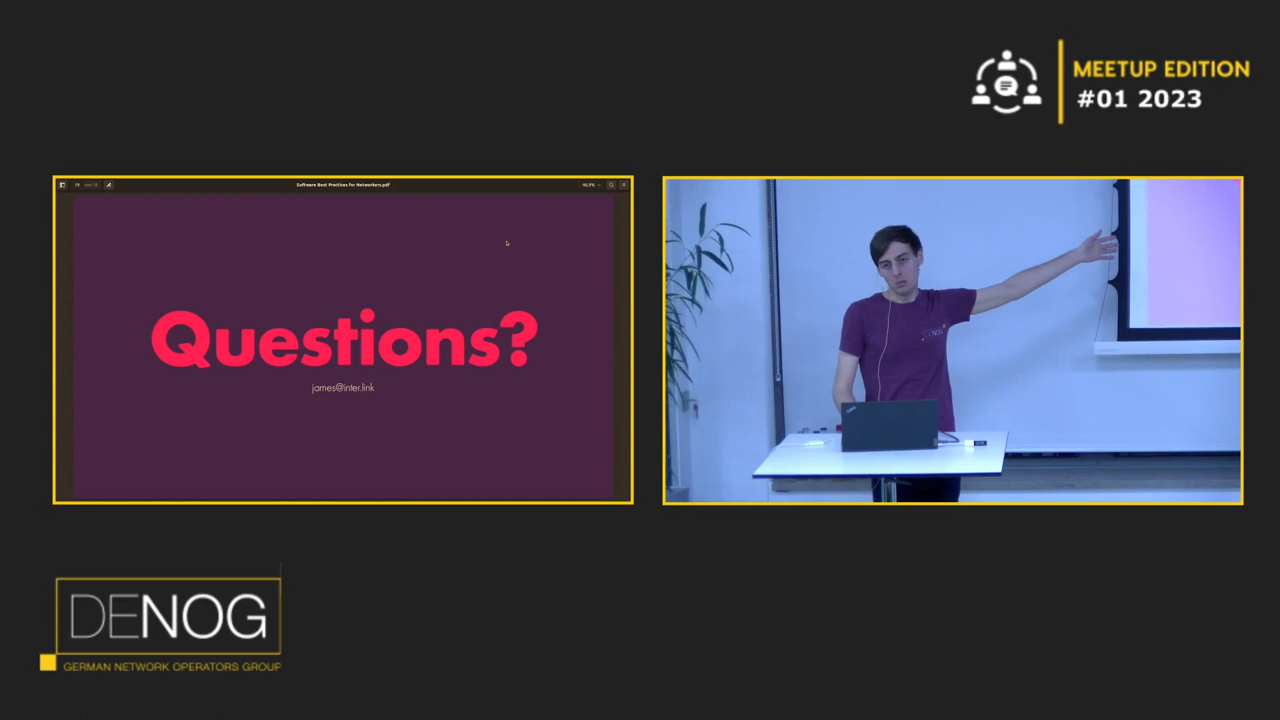 MEETUP EDITION
#01 2023
Software Best Practices for Networkers.pdf
Questions?
james@inter.link
DENOG
DENOG
GERMAN NETWORK OPERATORS GROUP